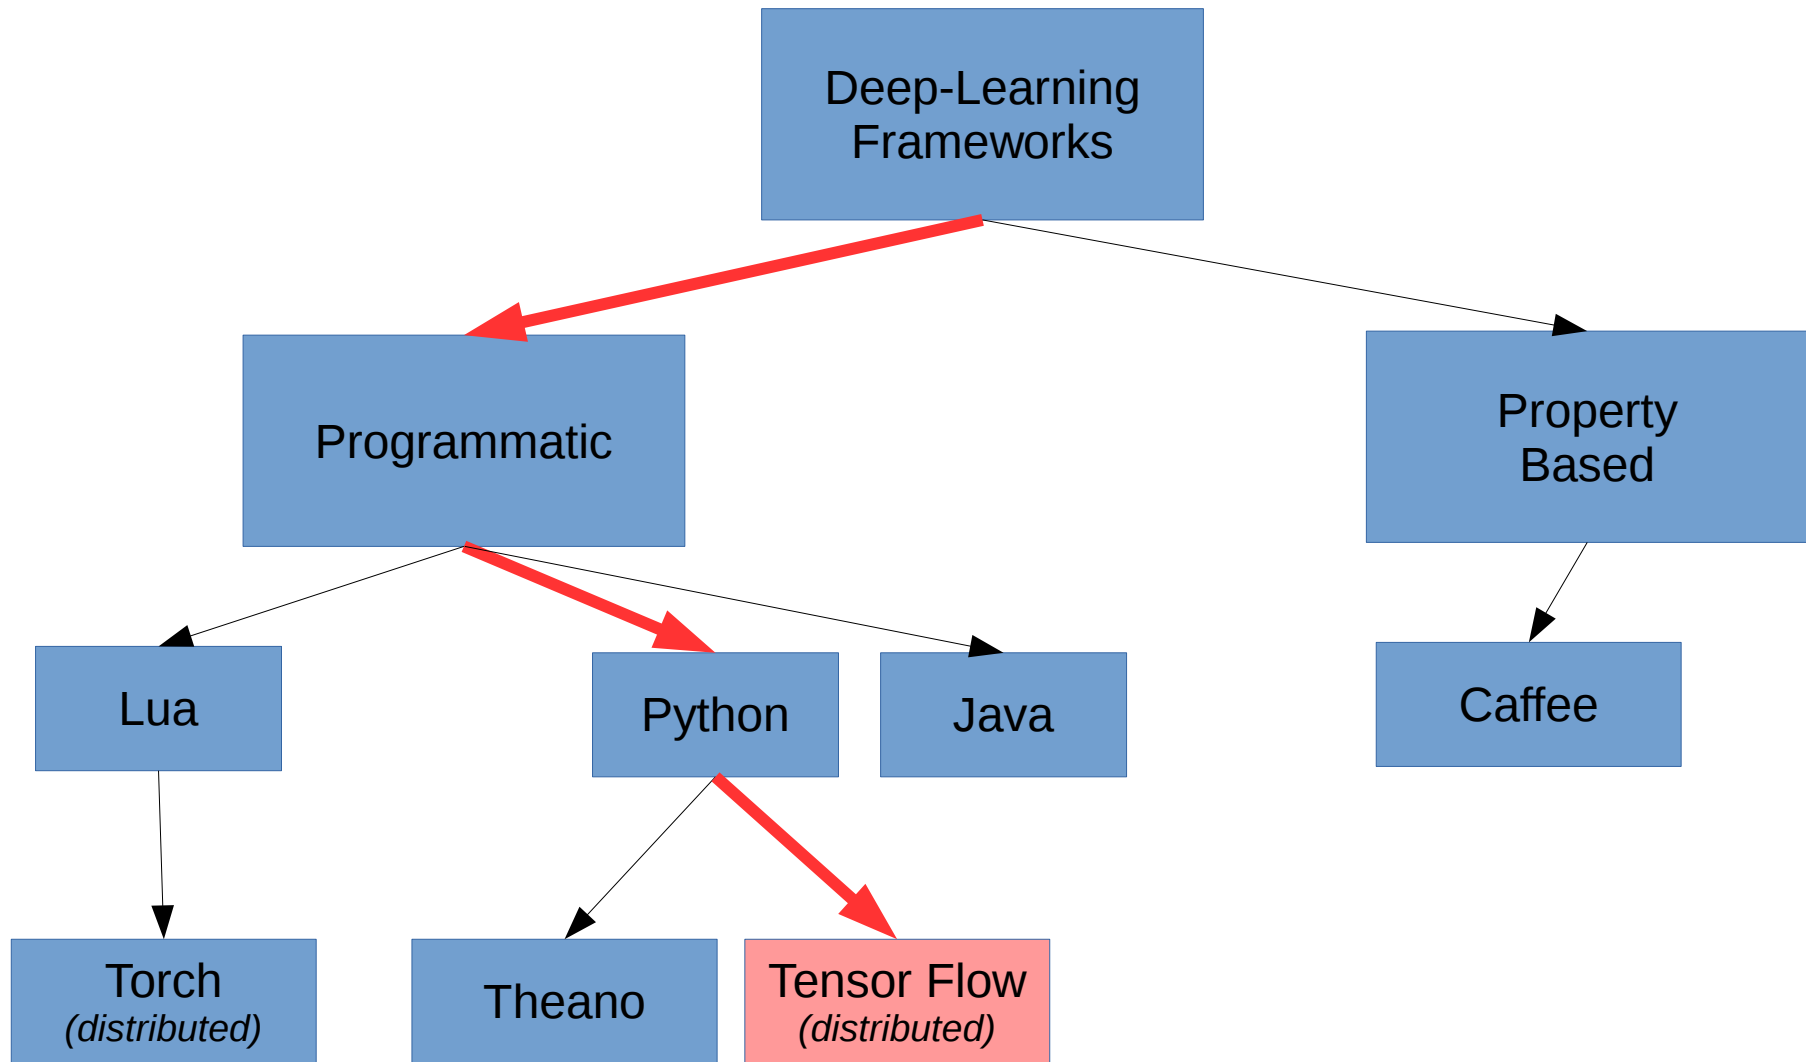 Deep-Learning
Frameworks
Programmatic
Property
Based
Lua
Python
Java
Caffee
Torch
(distributed)
Theano
Tensor Flow
(distributed)